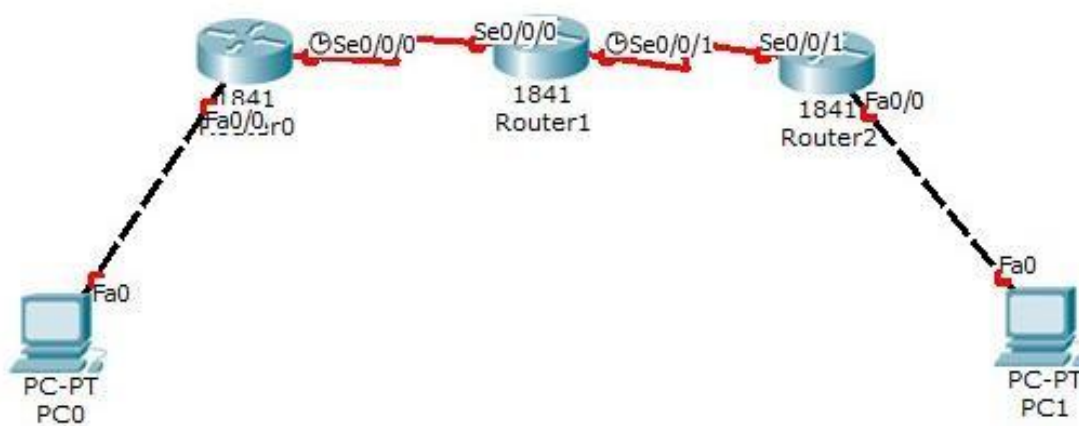 Se0/0/0
Se0/0/0
Se0/0/1
Se0/0/1
1841
Fa0/0
1841
Router1
1841
Router2
Fa0/0
Fa0
PC-PT
PC0
Fa0
PC-PT
PC1